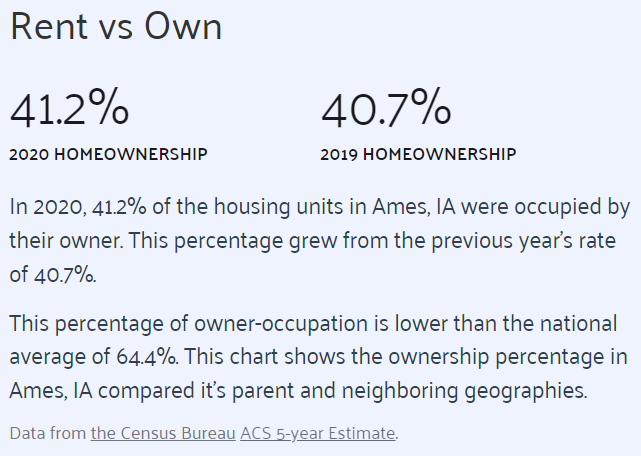 Rent vs Own
41.2% 40.7%
2020 HOMEOWNERSHIP 2019 HOMEOWNERSHIP
In 2020, 41.2% of the housing units in Ames, IA were occupied by
their owner. This percentage grew from the previous year's rate
of 40.7%.
This percentage of owner-occupation is lower than the national
average of 64.4%. This chart shows the ownership percentage in
Ames, IA compared it's parent and neighboring geographies.
Data from the Census Bureau ACS 5-year Estimate.